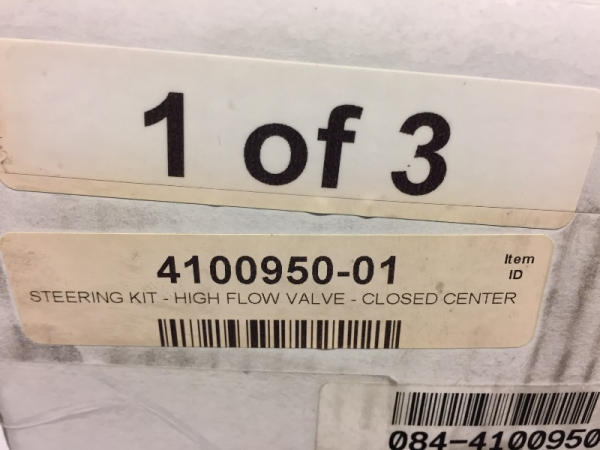 1 of 3
4100950-01
Item
ID
STEERING KIT - HIGH FLOW VALVE - CLOSED CENTER
084-4100950